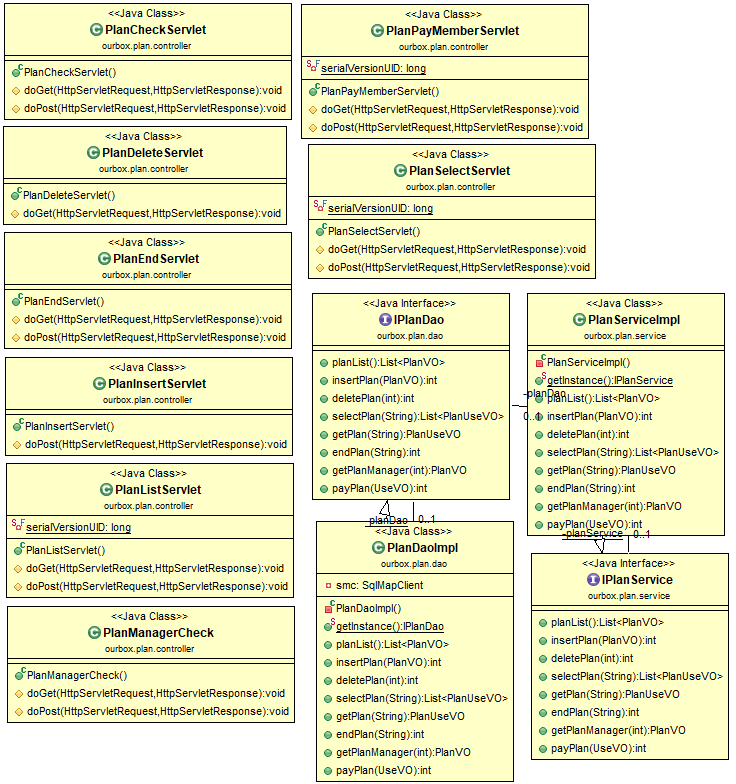 <<Java Class>>
PlanCheckServlet
ourbox.plan.controller
PlanCheckServlet()
doGet(HttpServletRequest,HttpServletResponse):void
doPost(HttpServletRequest,HttpServletResponse):void
<<Java Class>>
PlanDeleteServlet
ourbox.plan.controller
PlanDeleteServlet()
doGet(HttpServletRequest,HttpServletResponse):void
<<Java Class>>
PlanEndServlet
ourbox.plan.controller
PlanEndServlet()
doGet(HttpServletRequest,HttpServletResponse):void
doPost(HttpServletRequest,HttpServletResponse):void
<<Java Class>>
PlanInsertServlet
ourbox.plan.controller
PlanInsertServlet()
doPost(HttpServletRequest,HttpServletResponse):void
<<Java Class>>
PlanListServlet
ourbox.plan.controller
serialVersionUID: long
PlanListServlet()
doGet(HttpServletRequest,HttpServletResponse):void
doPost(HttpServletRequest,HttpServletResponse):void
<<Java Class>>
PlanManagerCheck
ourbox.plan.controller
PlanManagerCheck()
doGet(HttpServletRequest,HttpServletResponse):void
doPost(HttpServletRequest,HttpServletResponse):void
<<Java Class>>
PlanPayMemberServlet
ourbox.plan.controller
serialVersionUID: long
PlanPayMemberServlet()
doGet(HttpServletRequest,HttpServletResponse):void
doPost(HttpServletRequest,HttpServletResponse):void
<<Java Class>>
PlanSelectServlet
ourbox.plan.controller
serialVersionUID: long
PlanSelectServlet()
doGet(HttpServletRequest,HttpServletResponse):void
doPost(HttpServletRequest,HttpServletResponse):void
<<Java Interface>>
IPlanDao
ourbox.plan.dao
planList():List<PlanVO>
insertPlan(PlanVO):int
deletePlan(int):int
selectPlan(String):List<PlanUseVO>
getPlan(String):PlanUseVO
endPlan(String):int
getPlanManager(int):PlanVO
payPlan(UseVO):int
-planDao
0..1
<<Java Class>>
PlanDaoImpl
ourbox.plan.dao
smc: SqlMapClient
PlanDaoImpl()
getInstance():IPlanDao
planList():List<PlanVO>
insertPlan(PlanVO):int
deletePlan(int):int
selectPlan(String):List<PlanUseVO>
getPlan(String):PlanUseVO
endPlan(String):int
getPlanManager(int):PlanVO
payPlan(UseVO):int
<<Java Class>>
PlanServiceImpl
ourbox.plan.service
PlanServiceImpl()
getInstance():IPlanService
-planDao
0..1
planList():List<PlanVO>
insertPlan(PlanVO):int
deletePlan(int):int
selectPlan(String):List<PlanUseVO>
getPlan(String):PlanUseVO
endPlan(String):int
getPlanManager(int):PlanVO
payPlan(UseVO):int
-planService
0..1
<<Java Interface>>
IPlanService
ourbox.plan.service
planList():List<PlanVO>
insertPlan(PlanVO):int
deletePlan(int):int
selectPlan(String):List<PlanUseVO>
getPlan(String):PlanUseVO
endPlan(String):int
getPlanManager(int):PlanVO
payPlan(UseVO):int